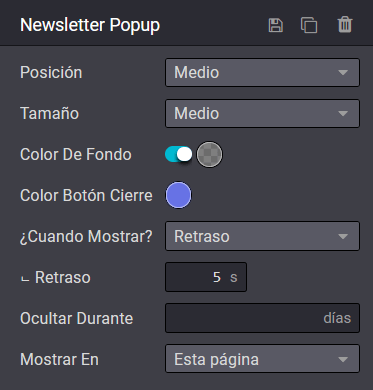 Newsletter Popup
Posición Medio
Tamaño Medio
Color De Fondo
Color Botón Cierre
¿Cuando Mostrar? Retraso
Retraso 5 s
Ocultar Durante días
Mostrar En Esta página